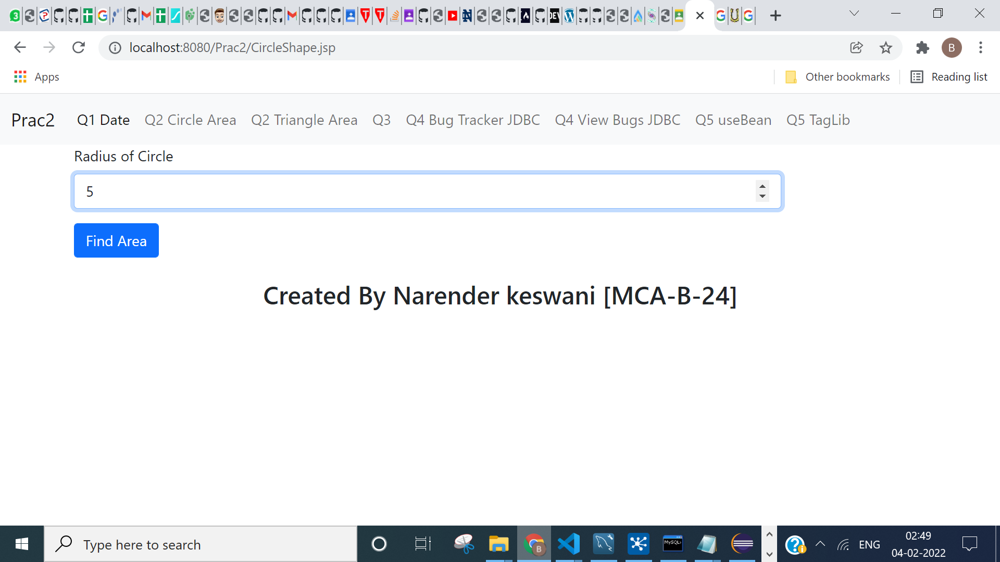 localhost:8080/Prac2/CircleShape.jsp
B
Apps
Other bookmarks
Reading list
Prac2 Q1 Date Q2 Circle Area Q2 Triangle Area Q3 Q4 Bug Tracker JDBC Q4 View Bugs JDBC Q5 useBean Q5 TagLib
Radius of Circle
5
Find Area
Created By Narender keswani [MCA-B-24]
Type here to search
ENG
02:49
04-02-2022